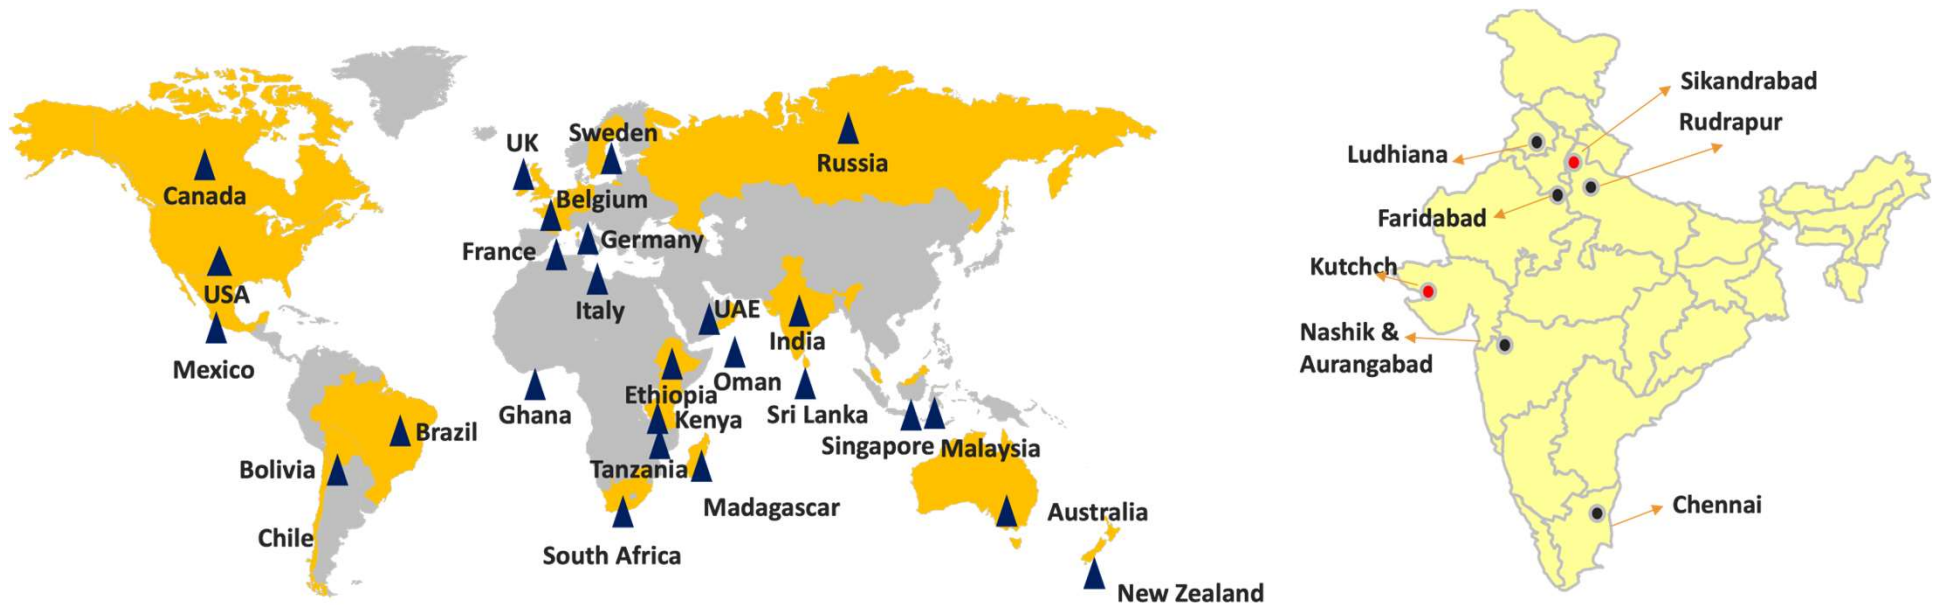 Canada
USA
Mexico
Brazil
Bolivia
Chile
UK
Sweden
Russia
Belgium
France
Germany
Italy
UAE
India
Oman
Ethiopia
Ghana
Kenya
Sri Lanka
Singapore
Malaysia
Tanzania
Madagascar
South Africa
Australia
New Zealand
Sikandrabad
Rudrapur
Ludhiana
Faridabad
Kutchch
Nashik &
Aurangabad
Chennai